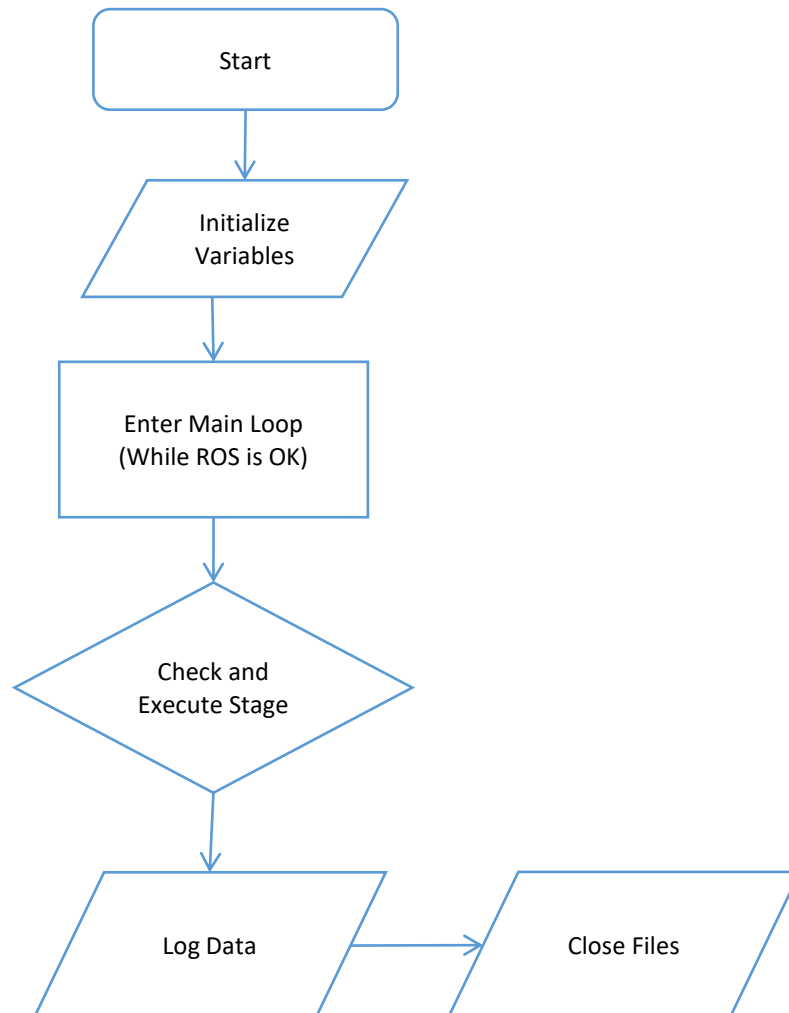 Start
Initialize
Variables
Enter Main Loop
(While ROS is OK)
Check and
Execute Stage
Log Data
Close Files